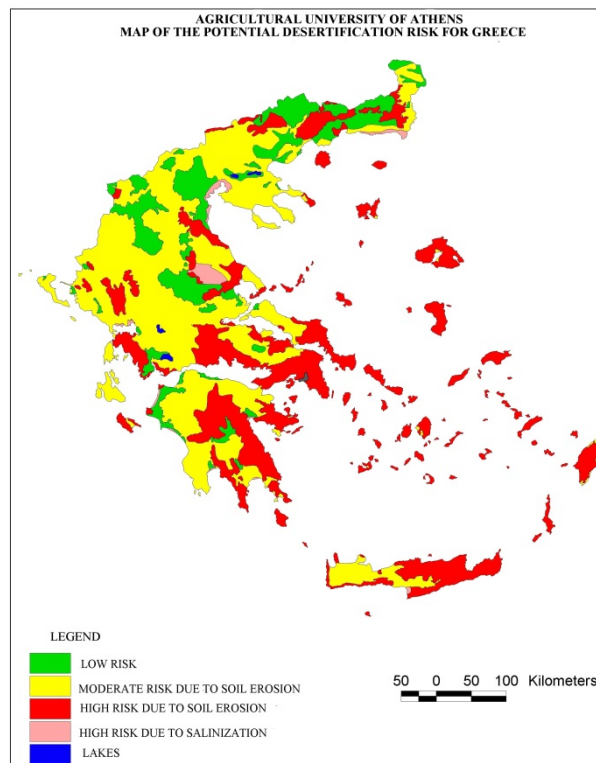 AGRICULTURAL UNIVERSITY OF ATHENS
MAP OF THE POTENTIAL DESERTIFICATION RISK FOR GREECE
LEGEND
LOW RISK
MODERATE RISK DUE TO SOIL EROSION
HIGH RISK DUE TO SOIL EROSION
HIGH RISK DUE TO SALINIZATION
LAKES
50 0 50 100 Kilometers